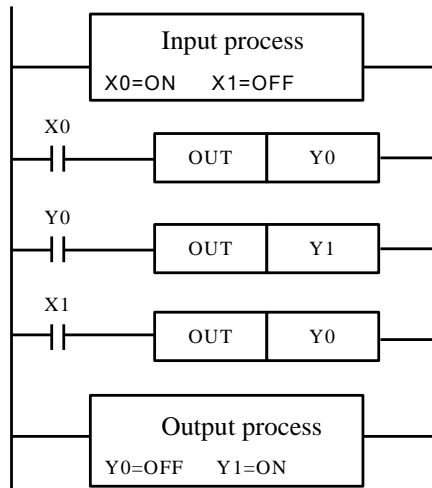 Input process
X0=ON X1=OFF
X0
OUT Y0
Y0
OUT Y1
X1
OUT Y0
Output process
Y0=OFF Y1=ON